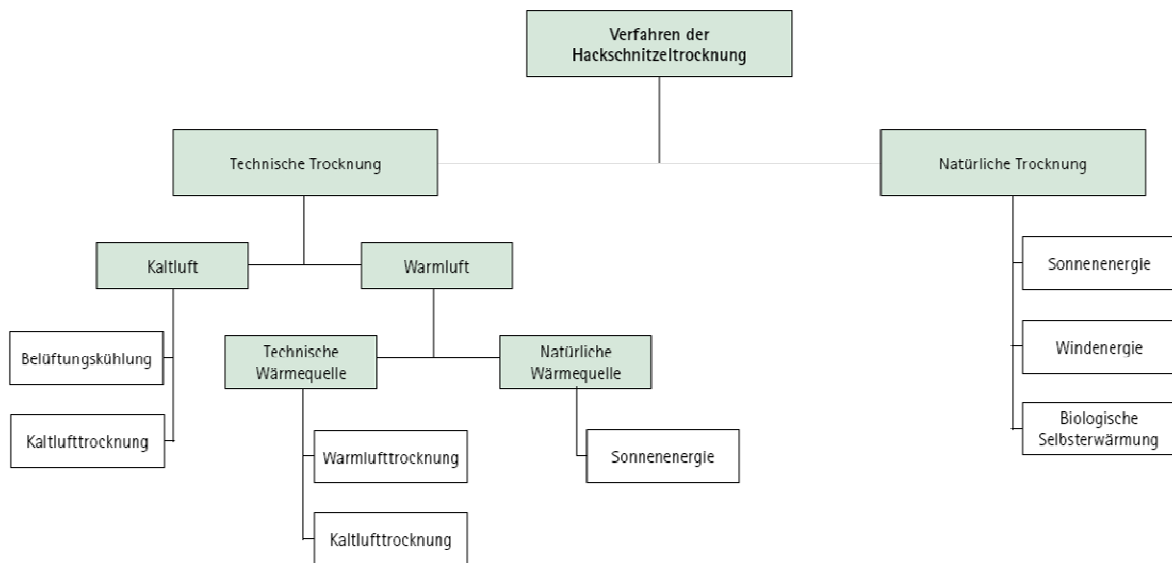 Verfahren der
Hackschnitzeltrocknung
Technische Trocknung
Natürliche Trocknung
Kaltluft
Warmluft
Sonnenenergie
Belüftungskühlung
Technische
Wärmequelle
Natürliche
Wärmequelle
Windenergie
Kaltlufttrocknung
Biologische
Selbsterwärmung
Warmlufttrocknung
Sonnenenergie
Kaltlufttrocknung